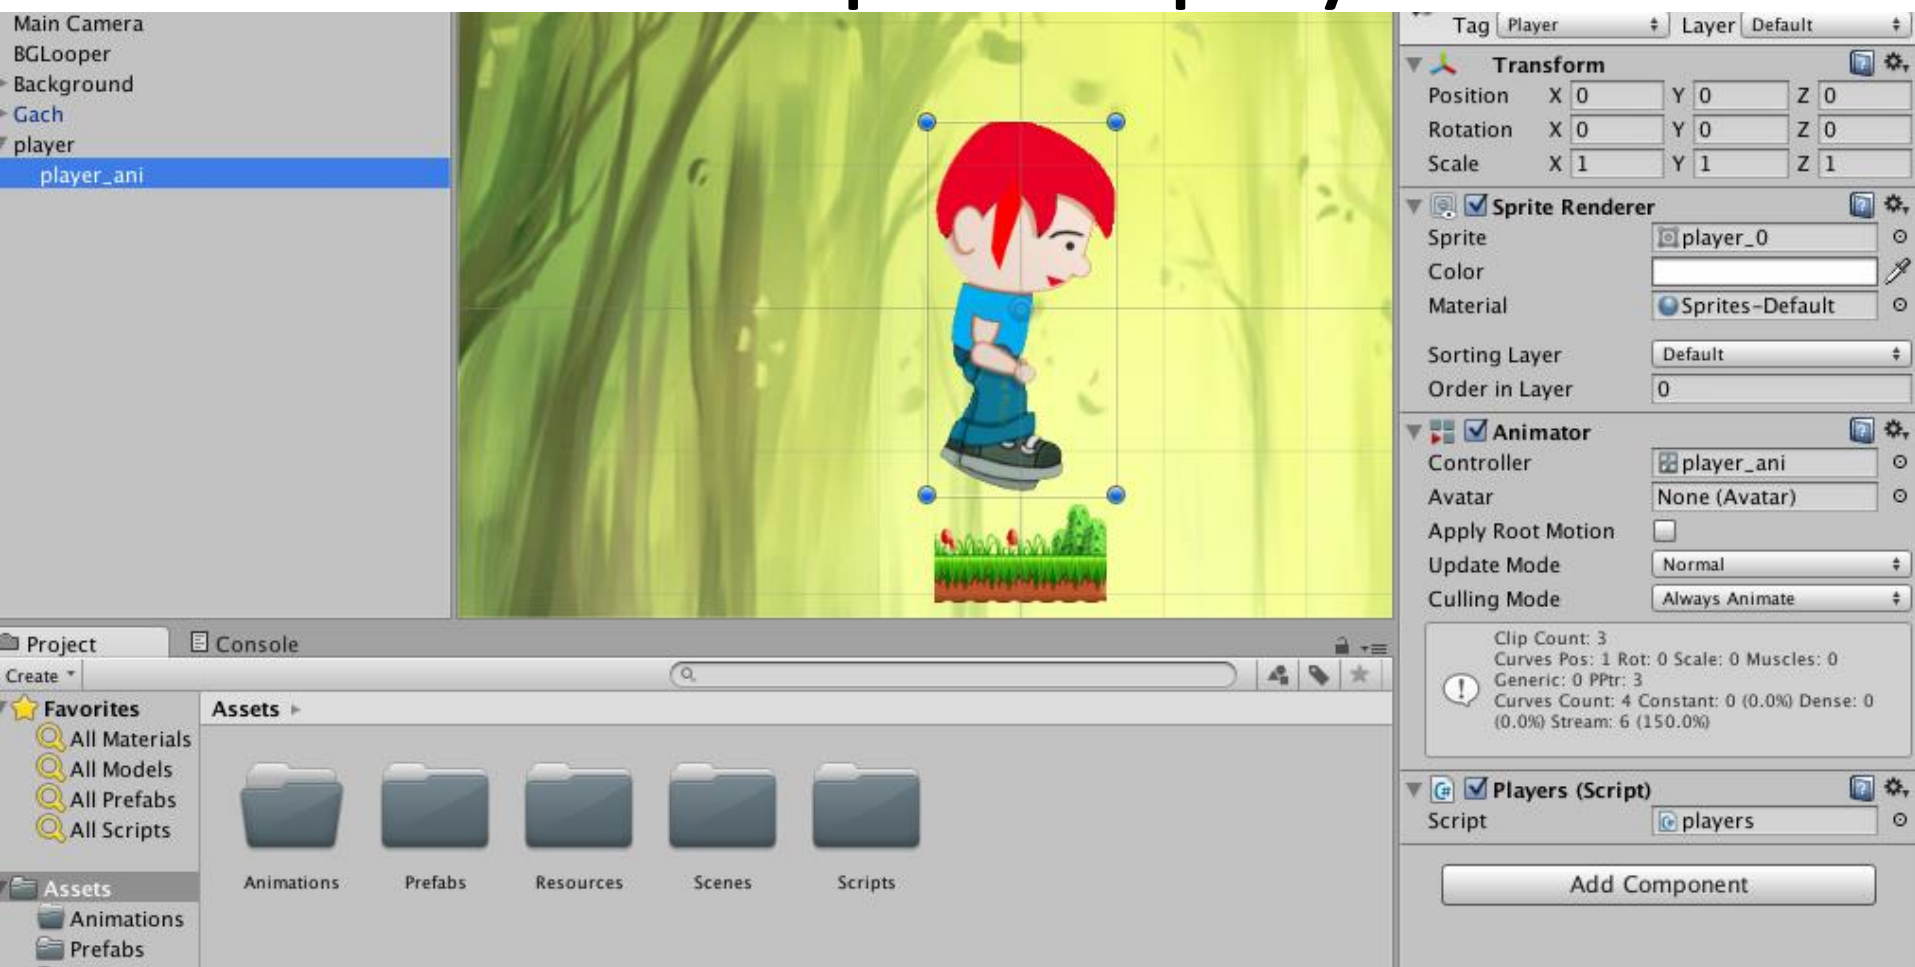 Main Camera
BGLooper
Background
Gach
player
player_ani
Project
Console
Create
Favorites
All Materials
All Models
All Prefabs
All Scripts
Assets
Animations
Prefabs
Assets
Animations
Prefabs
Resources
Scenes
Scripts
Tag Player Layer Default
Transform
Position X 0 Y 0 Z 0
Rotation X 0 Y 0 Z 0
Scale X 1 Y 1 Z 1
Sprite Renderer
Sprite player_0
Color
Material Sprites-Default
Sorting Layer Default
Order in Layer 0
Animator
Controller player_ani
Avatar None (Avatar)
Apply Root Motion
Update Mode Normal
Culling Mode Always Animate
Clip Count: 3
Curves Pos: 1 Rot: 0 Scale: 0 Muscles: 0
Generic: 0 PPtr: 3
Curves Count: 4 Constant: 0 (0.0%) Dense: 0
(0.0%) Stream: 6 (150.0%)
Players (Script)
Script players
Add Component